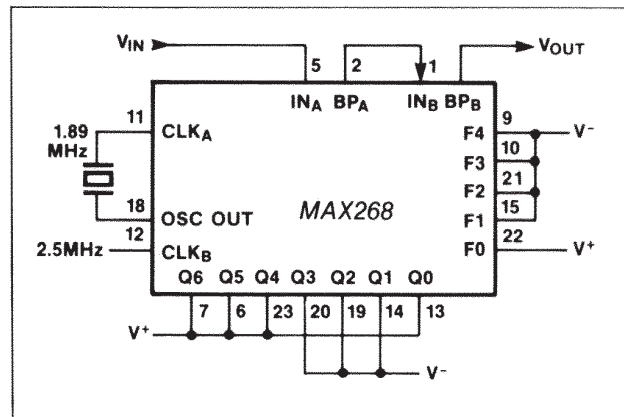 VIN
VOUT
5
2
1
INA BPA
INB BPB
11
CLKA
1.89
MHz
18
OSC OUT
12
2.5MHz
CLKB
MAX268
F4
9
V-
F3
10
F2
21
F1
15
F0
22
V+
Q6 Q5 Q4 Q3 Q2 Q1 Q0
7 6 23 20 19 14 13
V+
V-